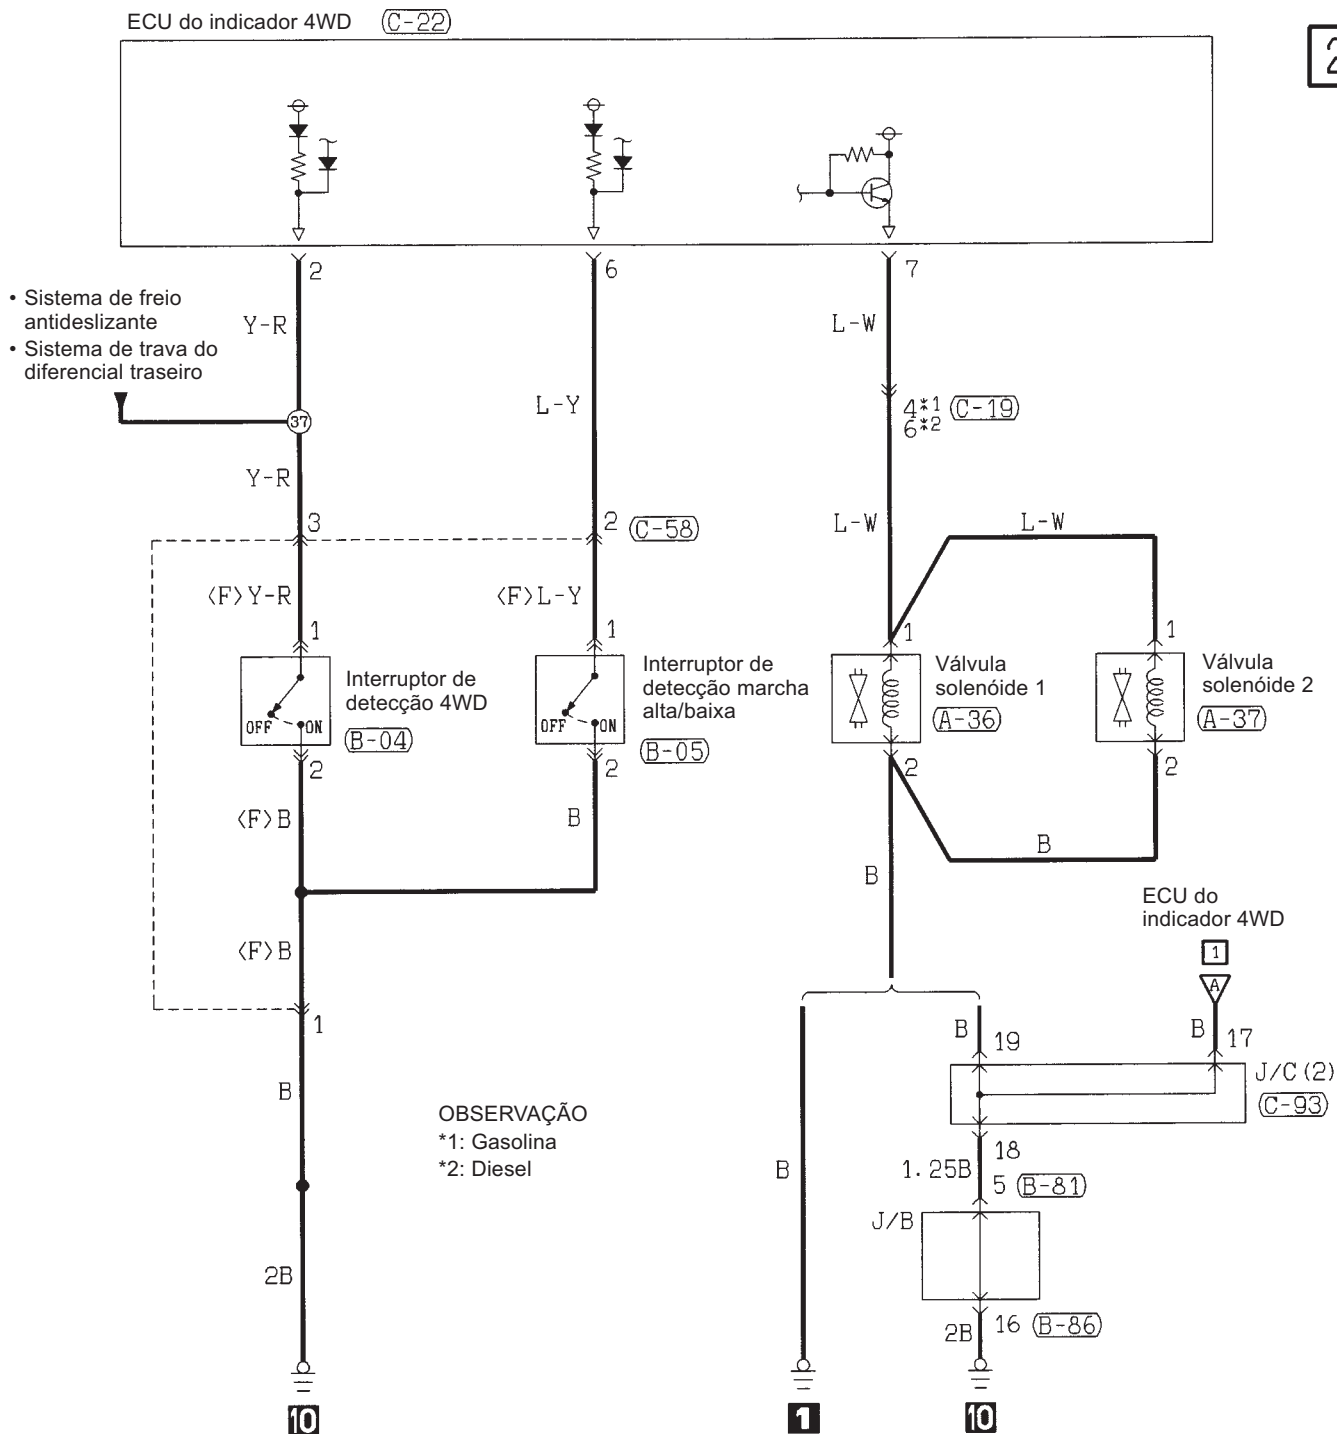 ECU do indicador 4WD (C-22)
2
2
6
7
• Sistema de freio
antideslizante
• Sistema de trava do
diferencial traseiro
Y-R
L-W
L-Y
4*1 (C-19)
6*2
37
Y-R
3
2 (C-58)
L-W
L-W
<F>Y-R
<F>L-Y
1
1
1
1
Interruptor de
detecção 4WD
(B-04)
OFF
ON
Interruptor de
detecção marcha
alta/baixa
(B-05)
OFF
ON
Válvula
solenóide 1
(A-36)
Válvula
solenóide 2
(A-37)
2
2
2
2
<F>B
B
B
B
ECU do
indicador 4WD
1
A
<F>B
1
B
19
B
17
J/C (2)
(C-93)
B
OBSERVAÇÃO
*1: Gasolina
*2: Diesel
B
18
1.25B
5 (B-81)
J/B
2B
16 (B-86)
2B
10
1
10